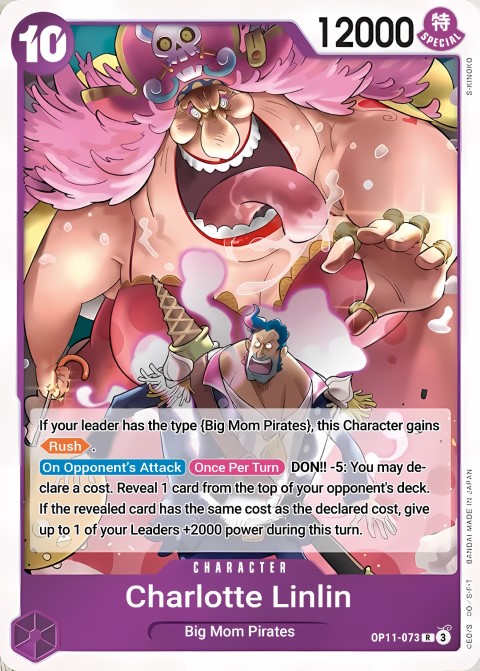 10
12000
特
SPECIAL
S-KINOKO
If your leader has the type {Big Mom Pirates}, this Character gains
Rush .
On Opponent's Attack Once Per Turn DON!! -5: You may de-
clare a cost. Reveal 1 card from the top of your opponent's deck.
If the revealed card has the same cost as the declared cost, give
up to 1 of your Leaders +2000 power during this turn.
CHARACTER
Charlotte Linlin
Big Mom Pirates
OP11-073 R 3
©EO/S ©O/S·F·T BANDAI MADE IN JAPAN